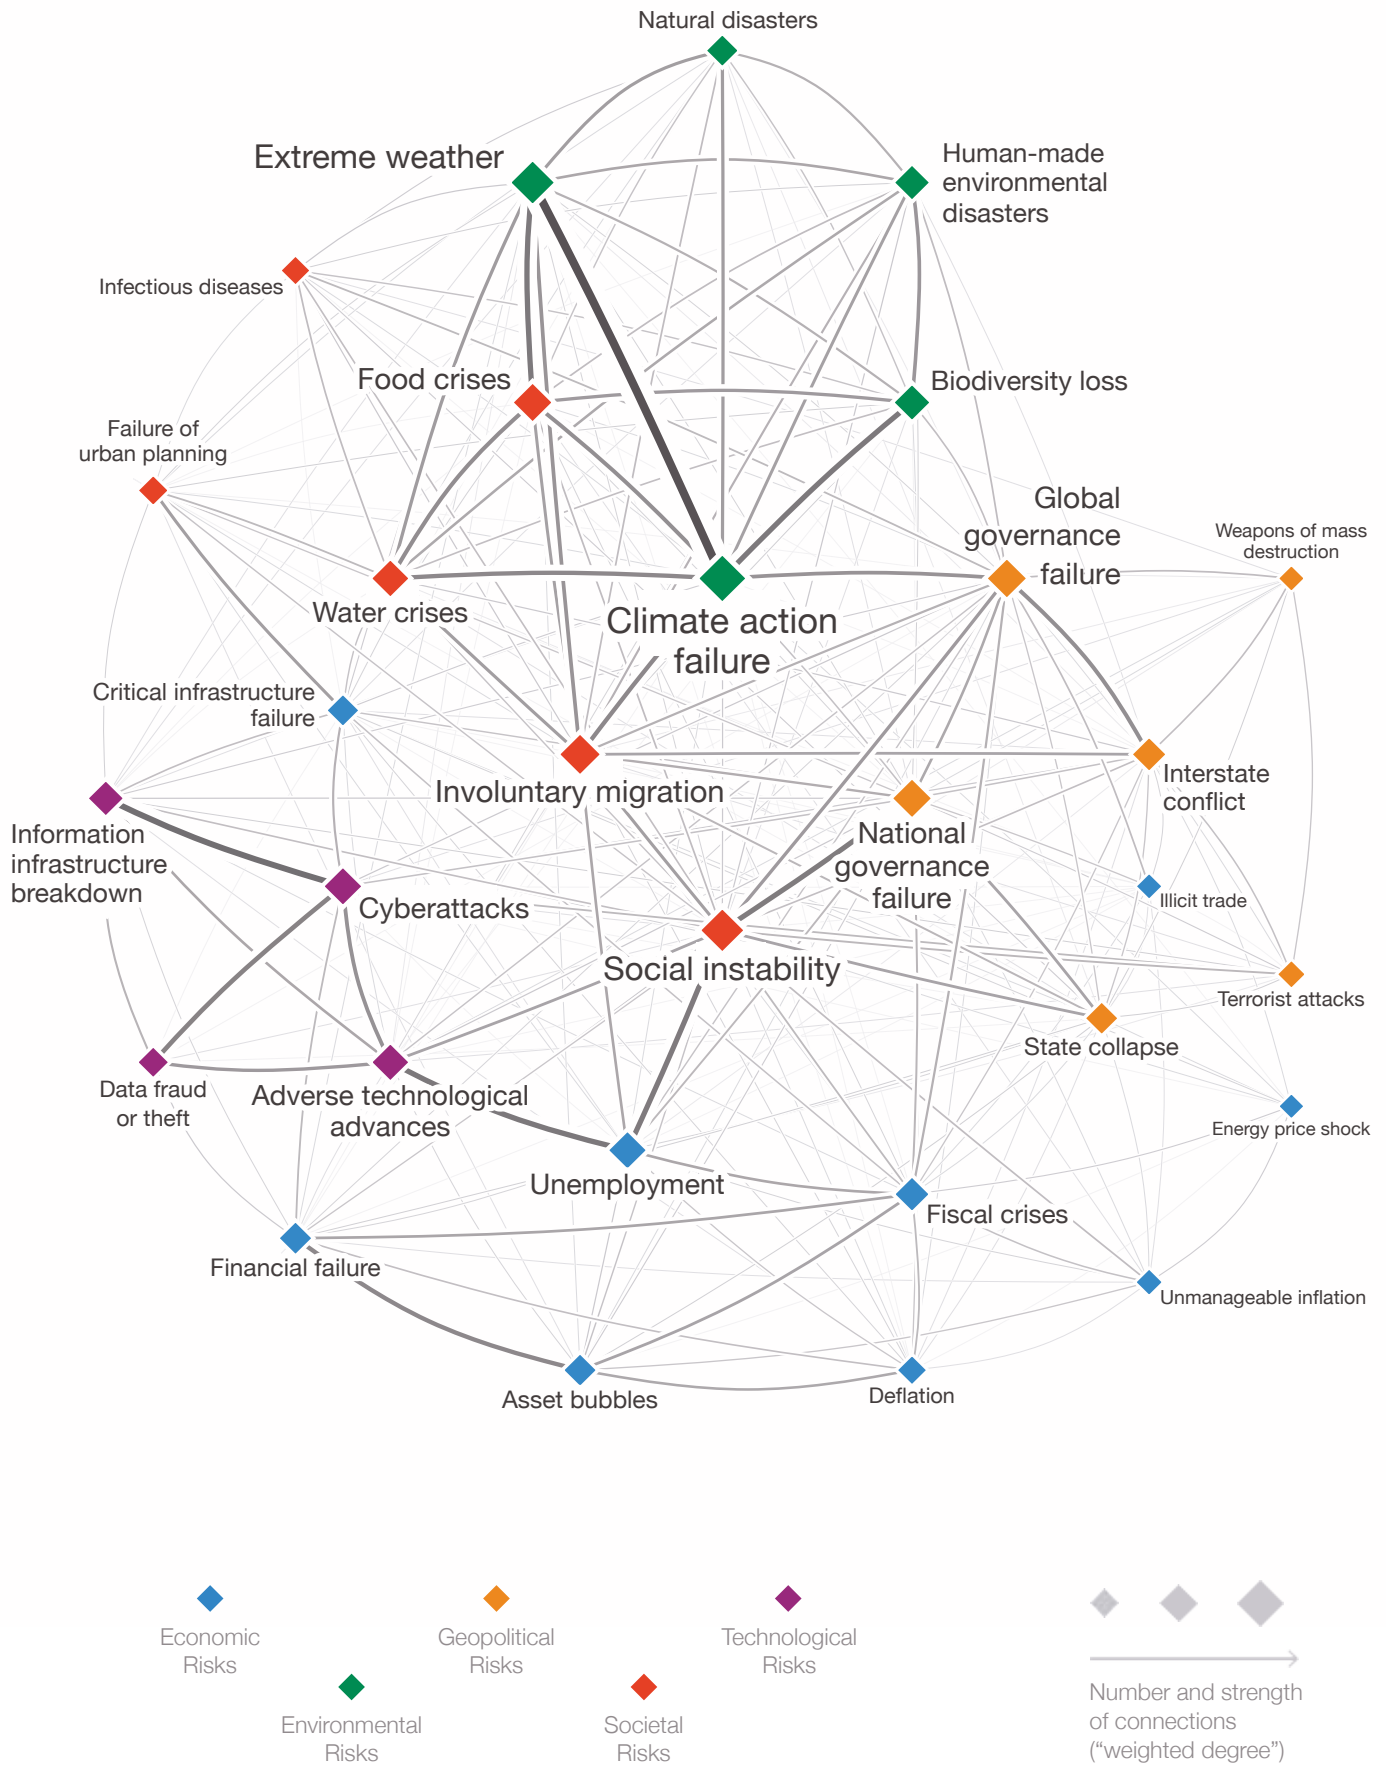 Natural disasters
Extreme weather
Human-made
environmental
disasters
Infectious diseases
Food crises
Biodiversity loss
Failure of
urban planning
Global
governance
failure
Weapons of mass
destruction
Water crises
Climate action
failure
Critical infrastructure
failure
Involuntary migration
Interstate
conflict
Information
infrastructure
breakdown
National
governance
failure
Cyberattacks
Illicit trade
Social instability
Terrorist attacks
State collapse
Data fraud
or theft
Adverse technological
advances
Energy price shock
Unemployment
Fiscal crises
Financial failure
Unmanageable inflation
Asset bubbles
Deflation
Economic
Risks
Geopolitical
Risks
Technological
Risks
Environmental
Risks
Societal
Risks
Number and strength
of connections
(“weighted degree”)